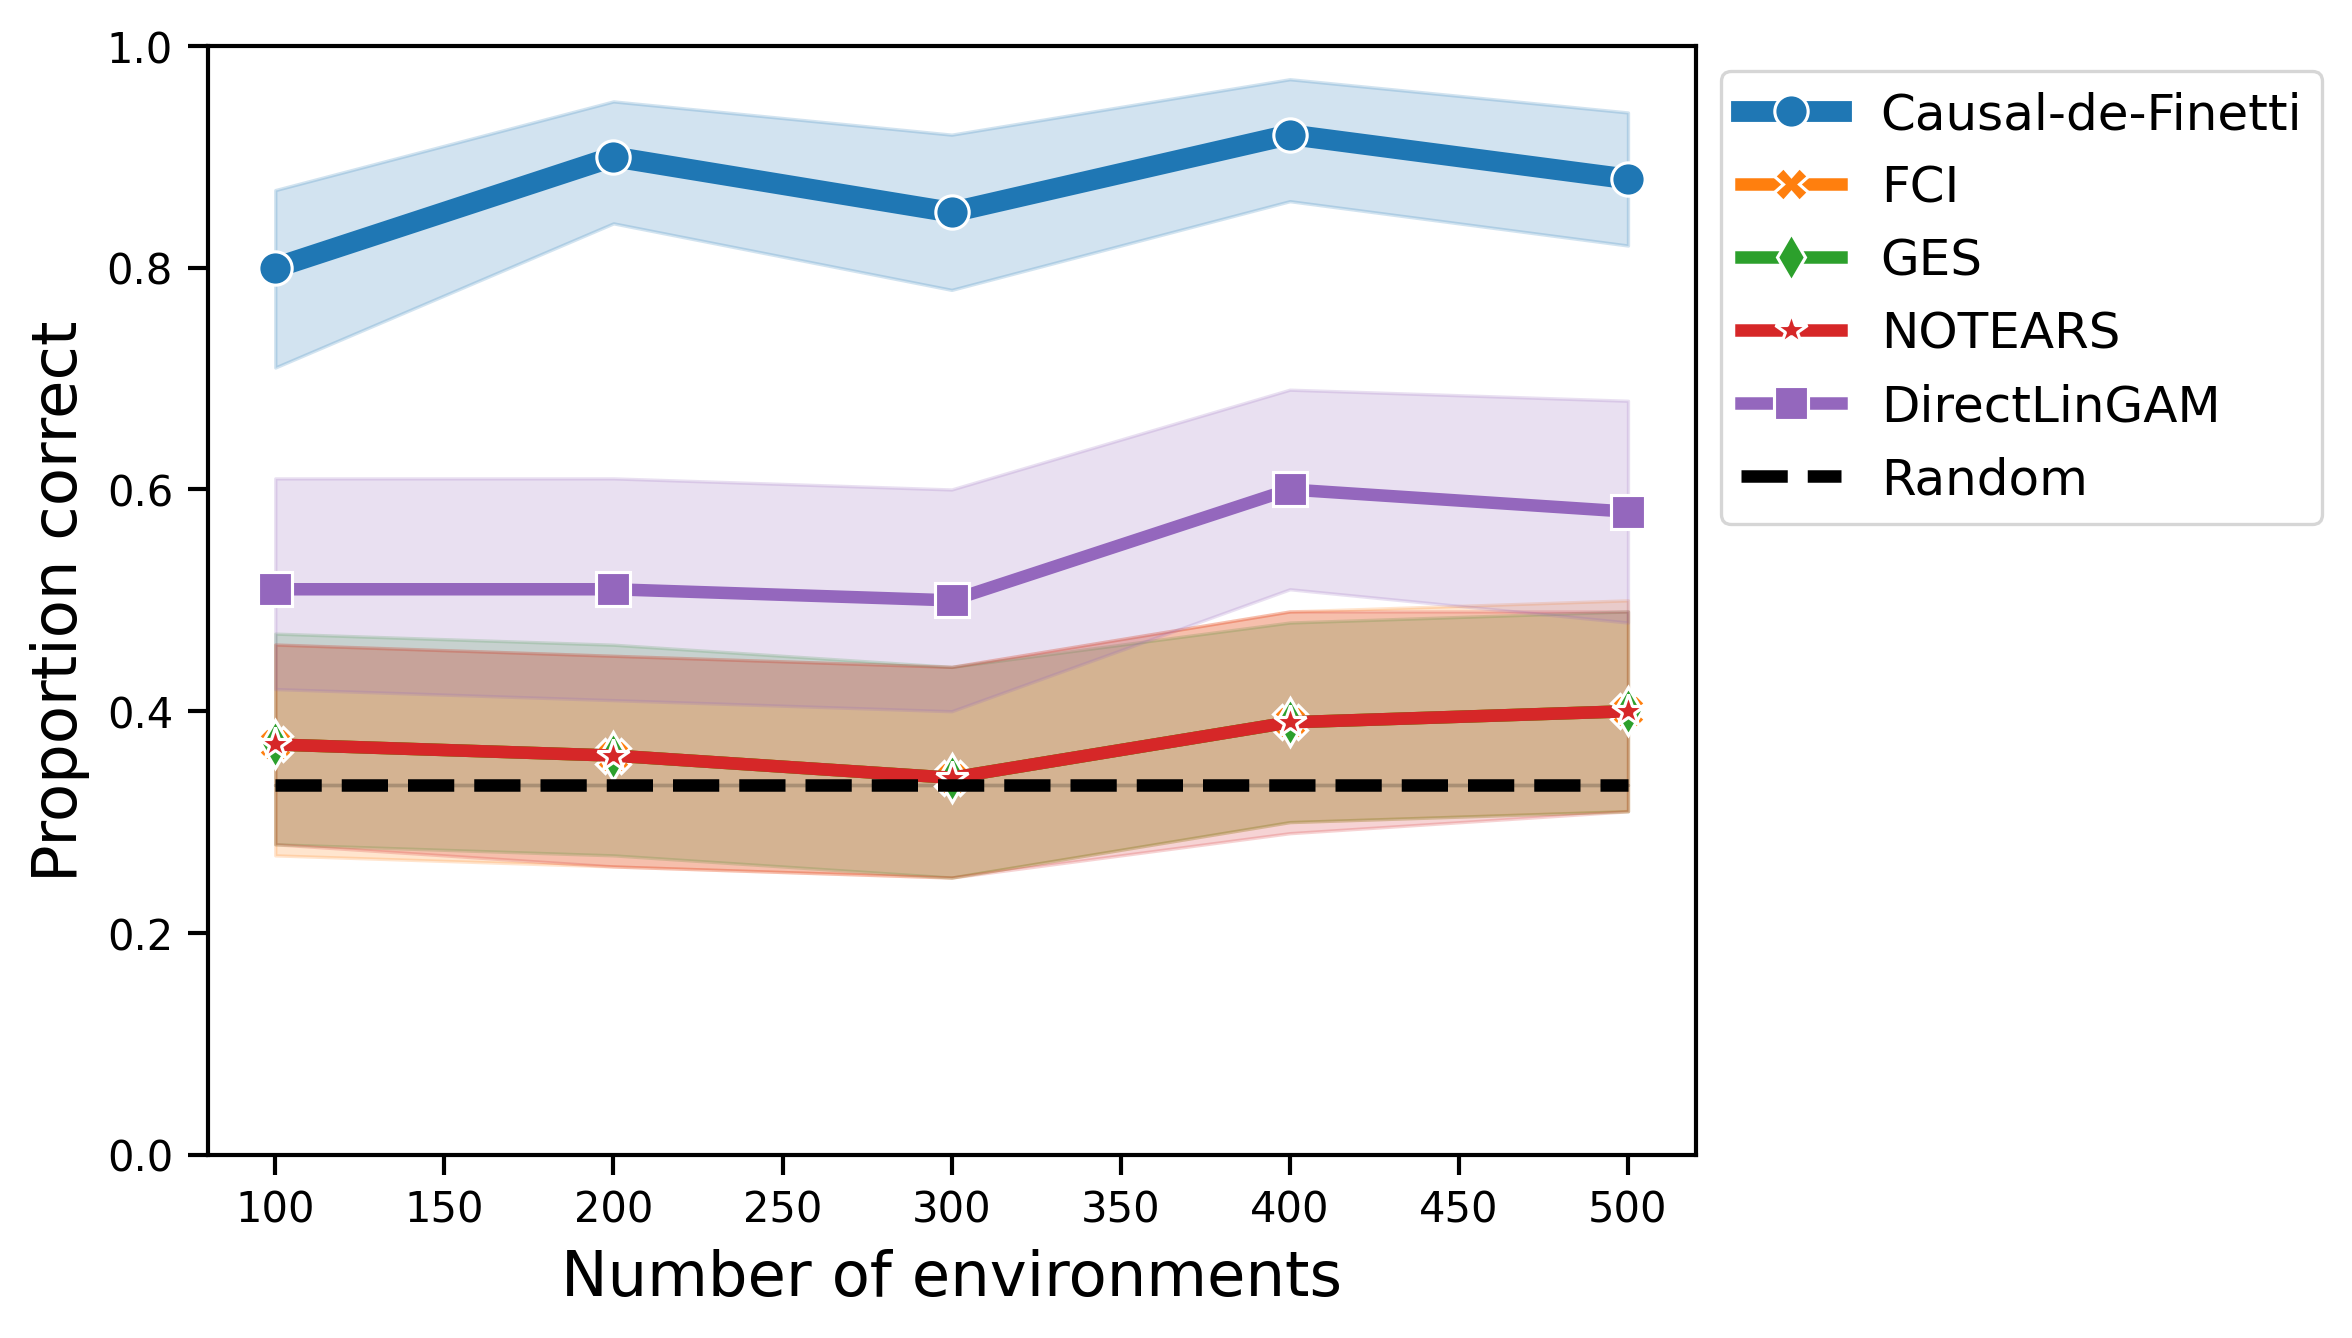 Proportion correct
1.0
0.8
0.6
0.4
0.2
0.0
100 150 200 250 300 350 400 450 500
Number of environments
Causal-de-Finetti
FCI
GES
NOTEARS
DirectLinGAM
Random